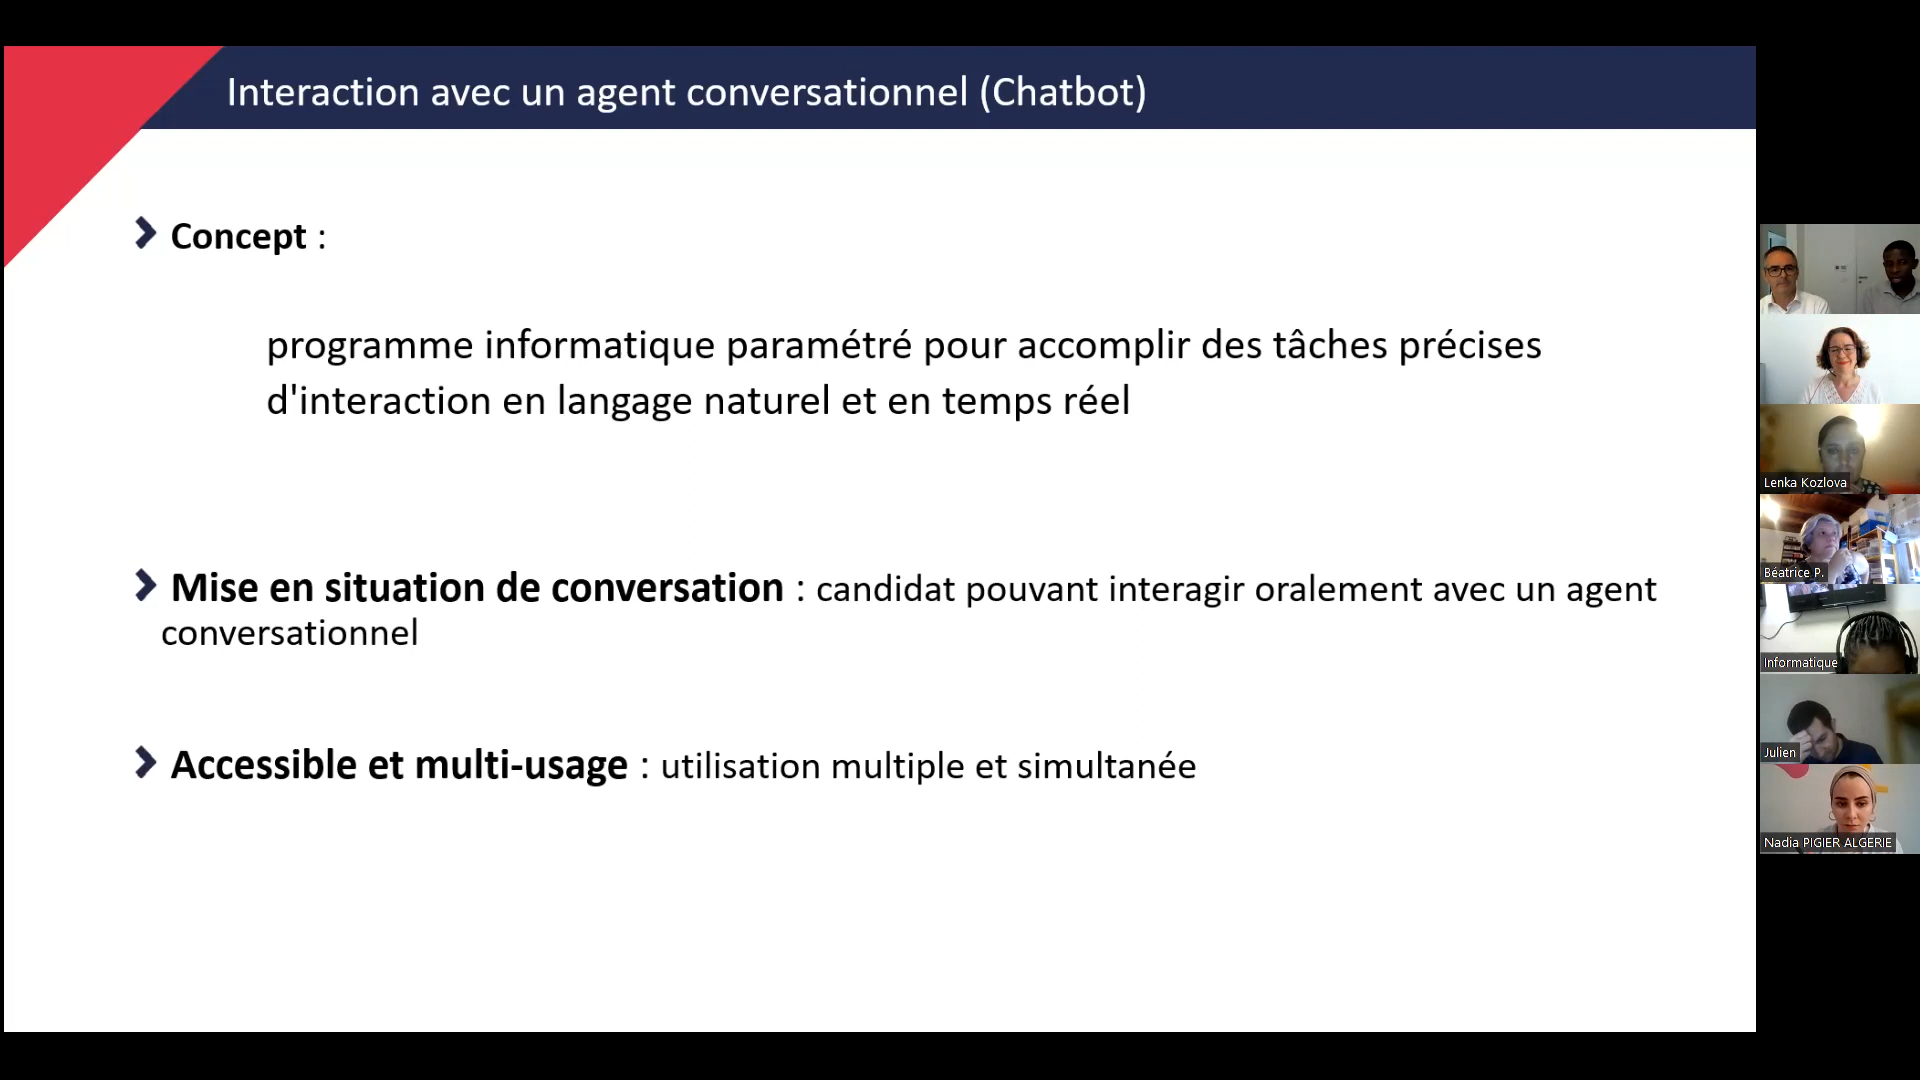 Interaction avec un agent conversationnel (Chatbot)
Concept :
programme informatique paramétré pour accomplir des tâches précises
d'interaction en langage naturel et en temps réel
Mise en situation de conversation : candidat pouvant interagir oralement avec un agent
conversationnel
Accessible et multi-usage : utilisation multiple et simultanée
Lenka Kozlova
Béatrice P.
Informatique
Julien
Nadia PIGIER ALGERIE